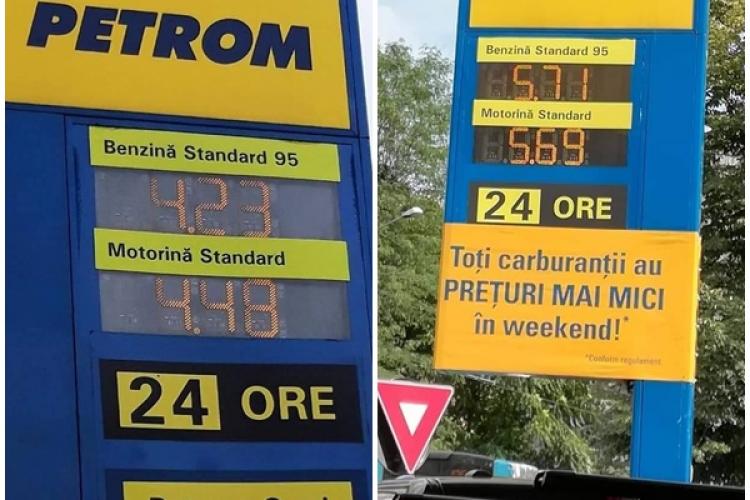 PETROM
Benzină Standard 95
4.23
Motorină Standard
4.48
24 ORE
Benzină Standard 95
5.71
Motorină Standard
5.69
24 ORE
Toți carburanții au
PREȚURI MAI MICI
în weekend!*
*Conform regulament.